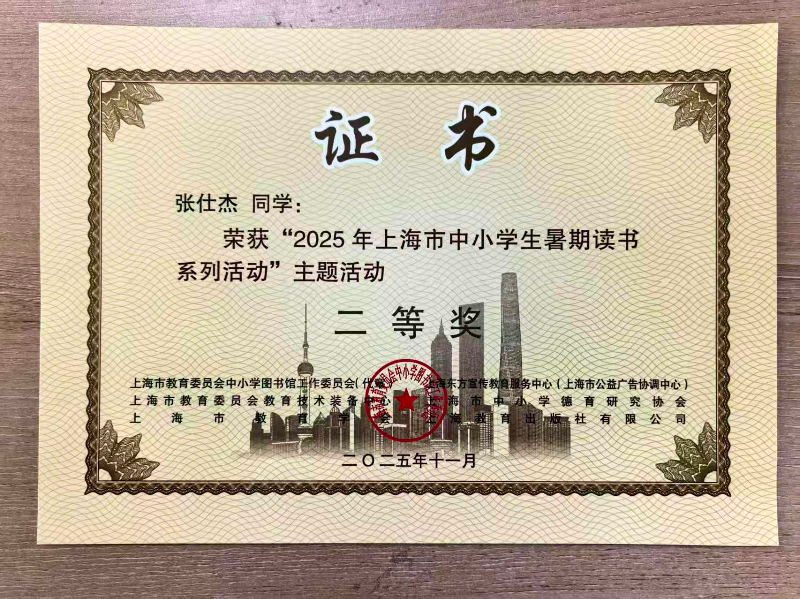 证 书
张仕杰 同学：
荣获“2025年上海市中小学生暑期读书
系列活动”主题活动
二等奖
上海市教育委员会中小学图书馆工作委员会（代章） 上海东方宣传教育服务中心（上海市公益广告协调中心）
上海市教育委员会教育技术装备中心 上海市中小学德育研究协会
上海市教育学会 上海教育出版社有限公司
二〇二五年十一月